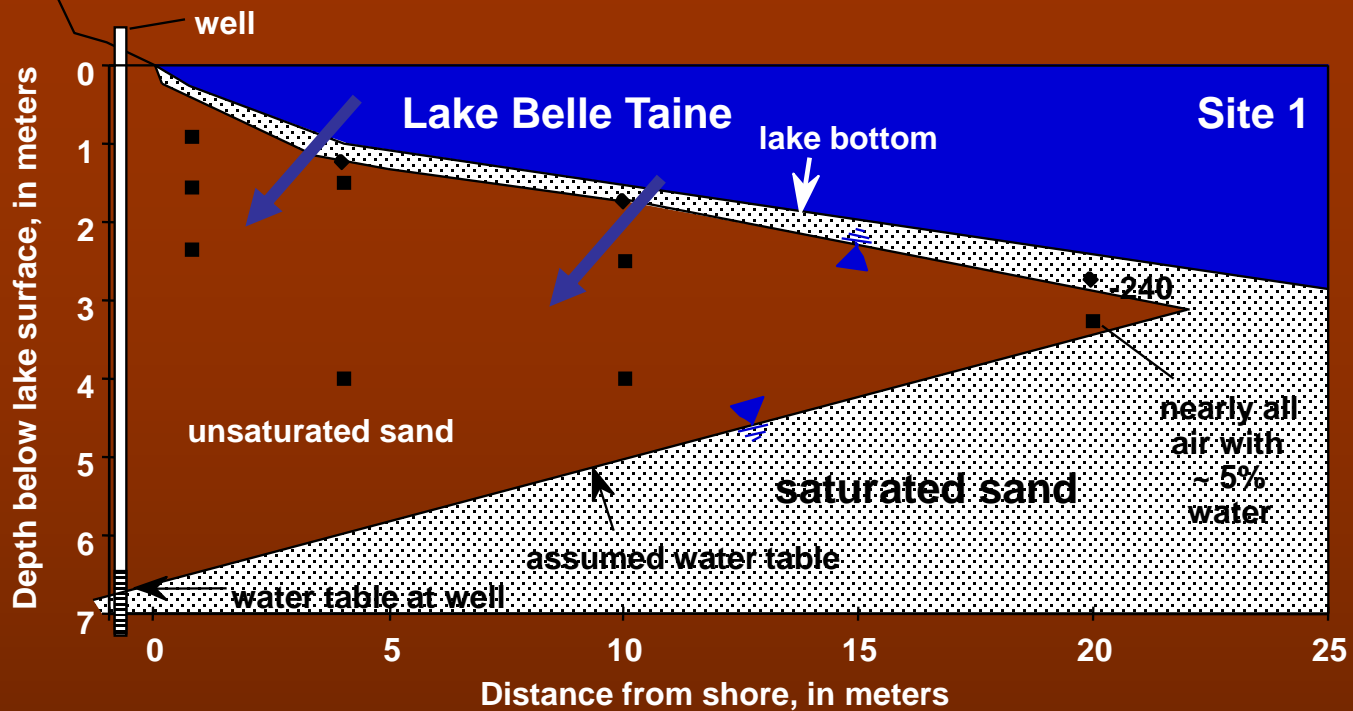 well
Depth below lake surface, in meters
0
1
2
3
4
5
6
7
Lake Belle Taine
Site 1
lake bottom
-240
nearly all
air with
~ 5%
water
unsaturated sand
saturated sand
assumed water table
water table at well
0
5
10
15
20
25
Distance from shore, in meters